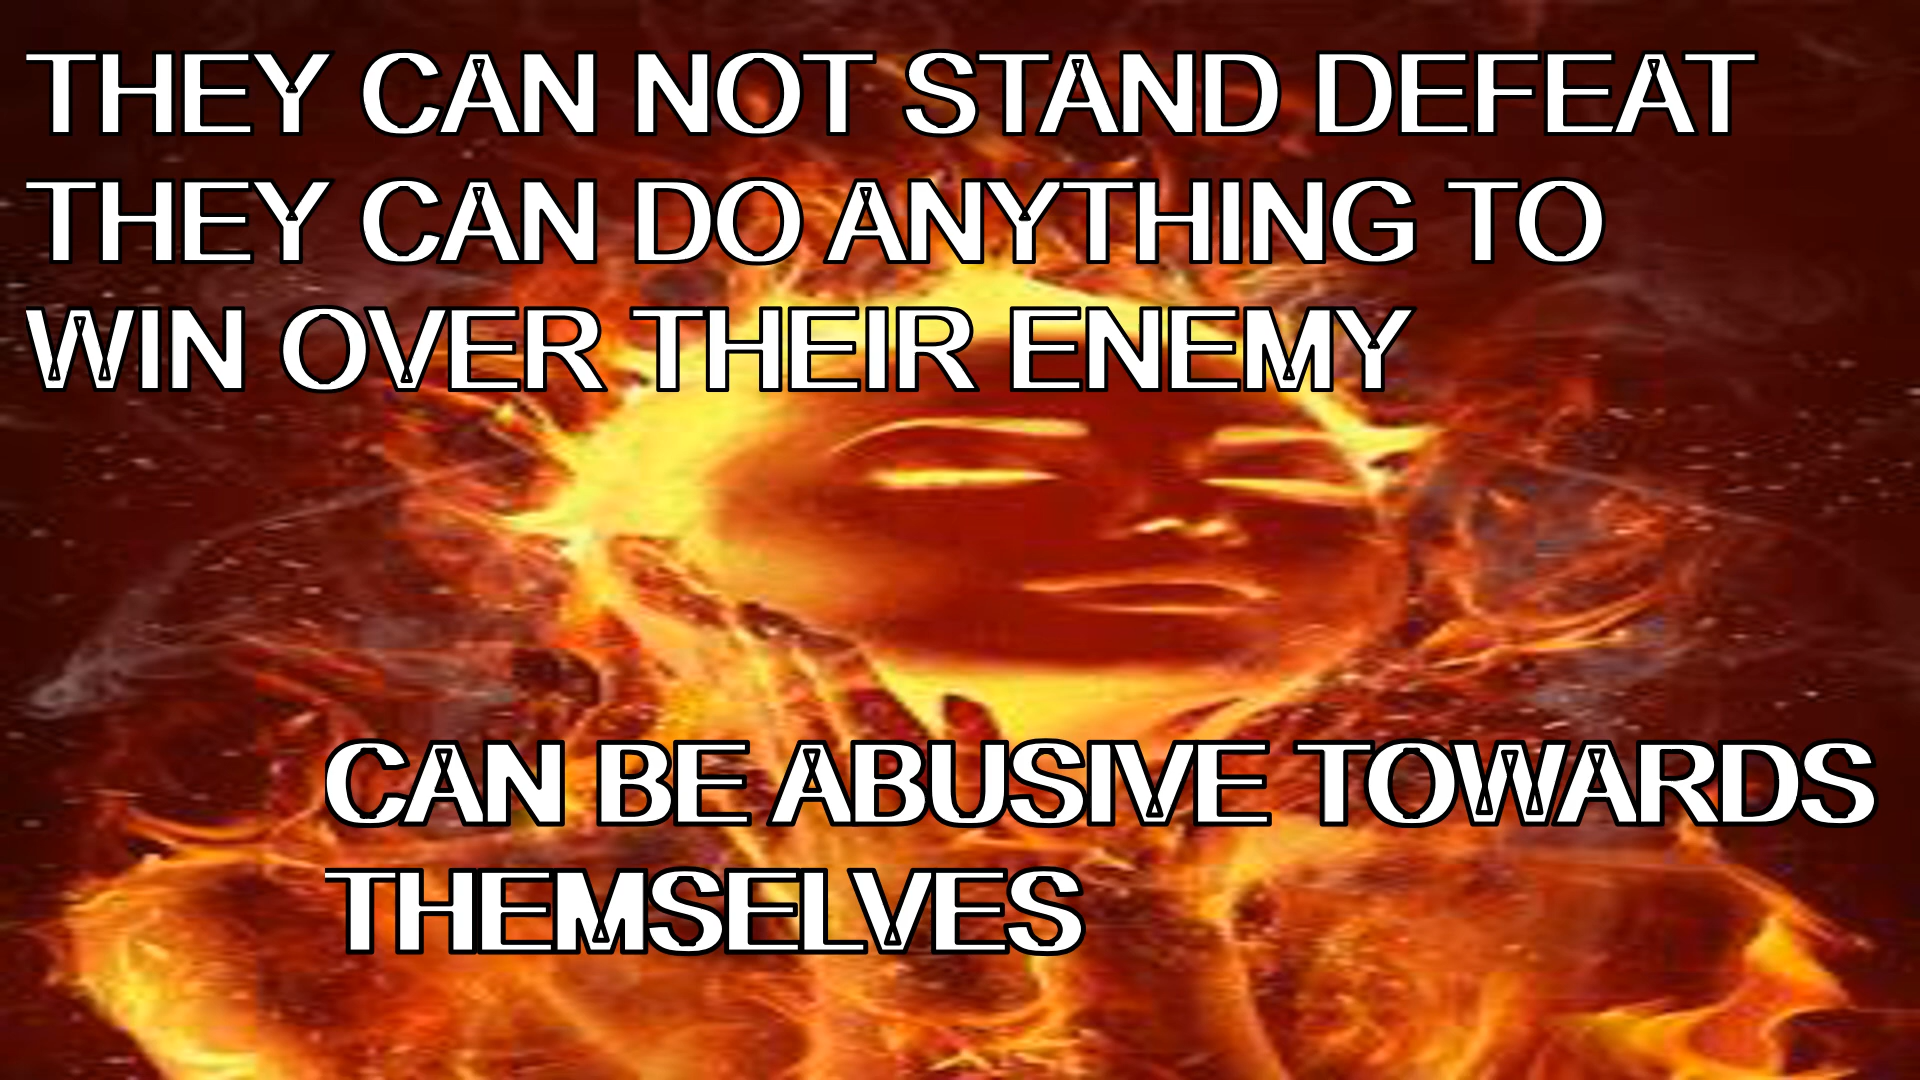 THEY CAN NOT STAND DEFEAT
THEY CAN DO ANYTHING TO
WIN OVER THEIR ENEMY
CAN BE ABUSIVE TOWARDS
THEMSELVES